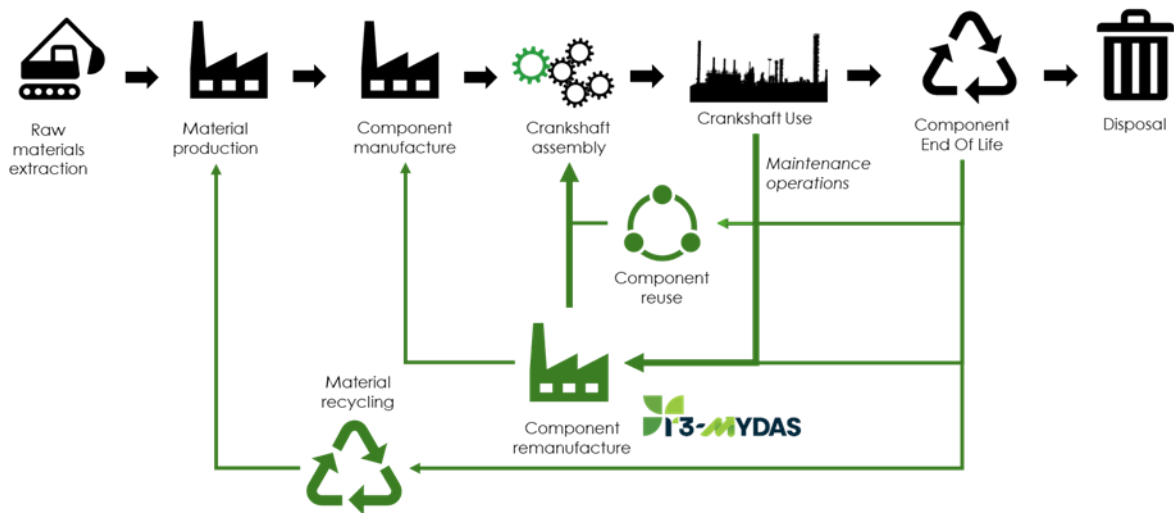 Raw
materials
extraction
Material
production
Component
manufacture
Crankshaft
assembly
Crankshaft Use
Component
End Of Life
Disposal
Maintenance
operations
Component
reuse
Material
recycling
Component
remanufacture
r3-MYDAS